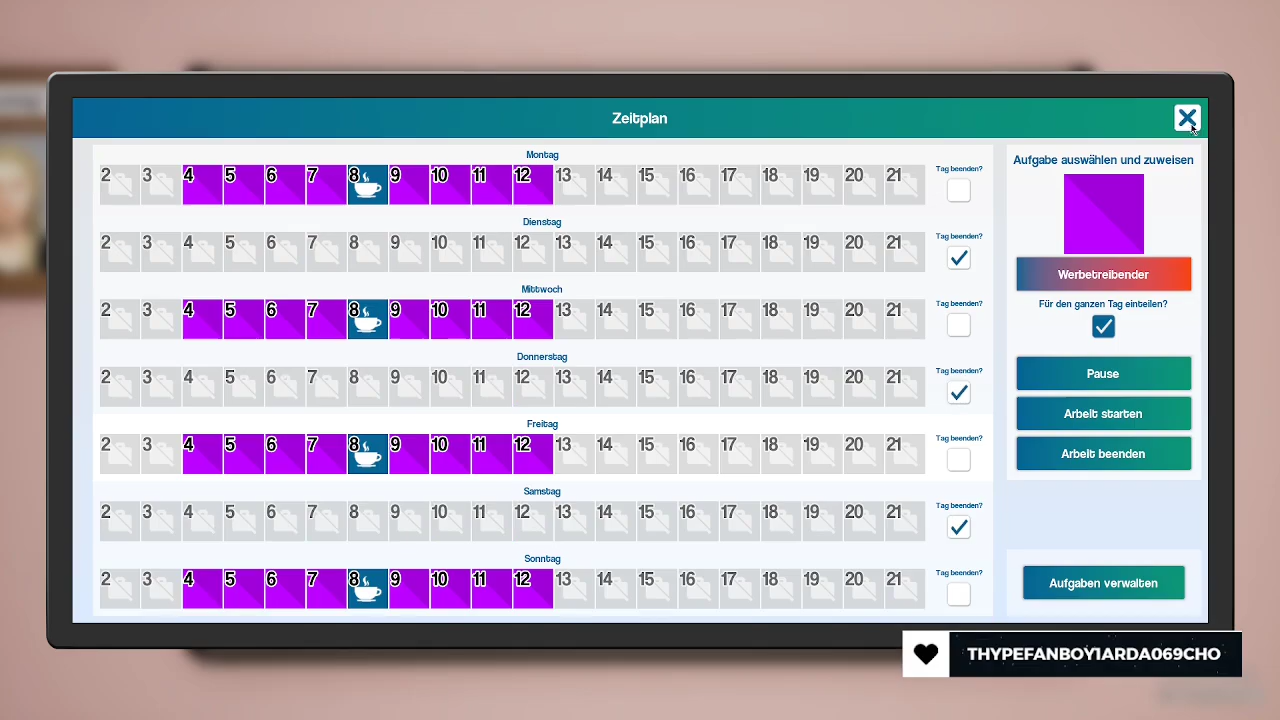 Zeitplan
Montag
2 3 4 5 6 7 8 9 10 11 12 13 14 15 16 17 18 19 20 21
Tag beenden?
Dienstag
2 3 4 5 6 7 8 9 10 11 12 13 14 15 16 17 18 19 20 21
Tag beenden?
Mittwoch
2 3 4 5 6 7 8 9 10 11 12 13 14 15 16 17 18 19 20 21
Tag beenden?
Donnerstag
2 3 4 5 6 7 8 9 10 11 12 13 14 15 16 17 18 19 20 21
Tag beenden?
Freitag
2 3 4 5 6 7 8 9 10 11 12 13 14 15 16 17 18 19 20 21
Tag beenden?
Samstag
2 3 4 5 6 7 8 9 10 11 12 13 14 15 16 17 18 19 20 21
Tag beenden?
Sonntag
2 3 4 5 6 7 8 9 10 11 12 13 14 15 16 17 18 19 20 21
Tag beenden?
Aufgabe auswählen und zuweisen
Werbetreibender
Für den ganzen Tag einteilen?
Pause
Arbeit starten
Arbeit beenden
Aufgaben verwalten
THYPEFANBOY1ARDA069CHO